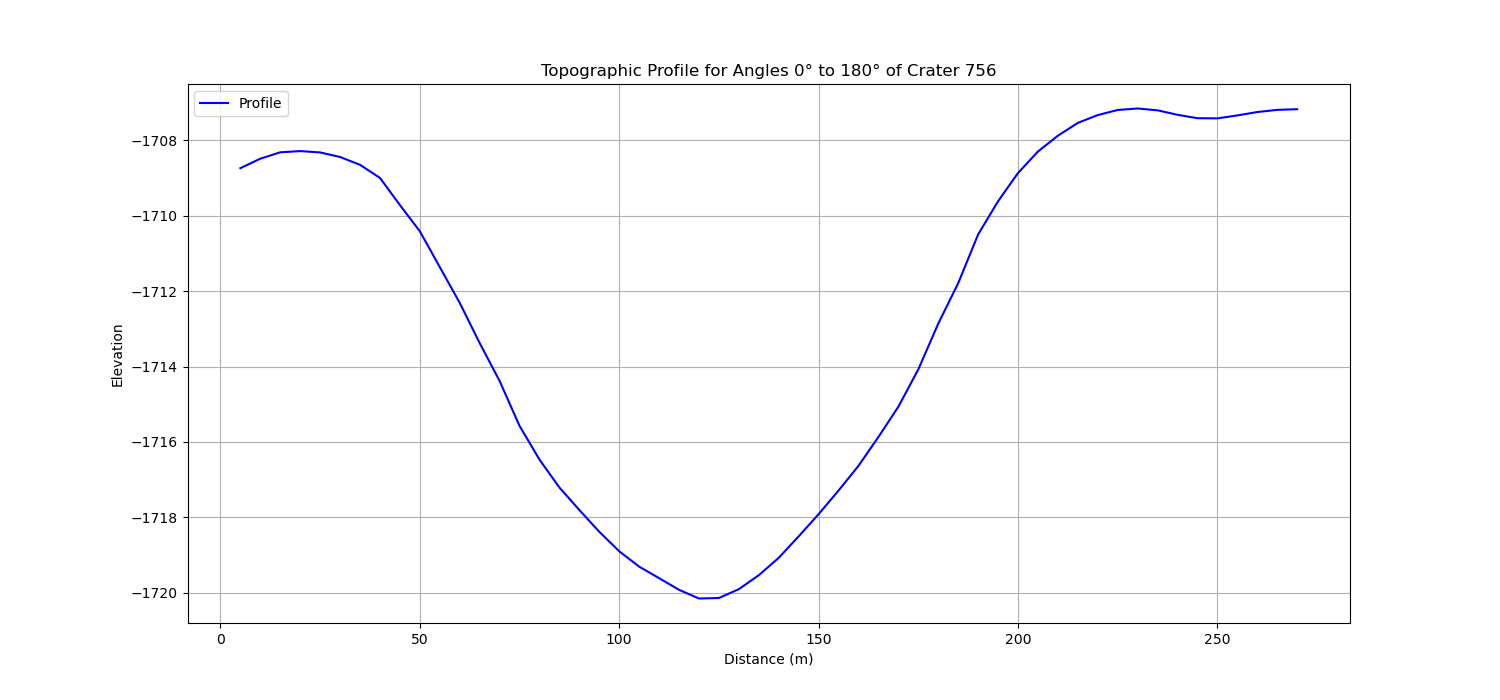 Topographic Profile for Angles 0° to 180° of Crater 756
Profile
−1708
−1710
−1712
−1714
−1716
−1718
−1720
Elevation
0 50 100 150 200 250
Distance (m)